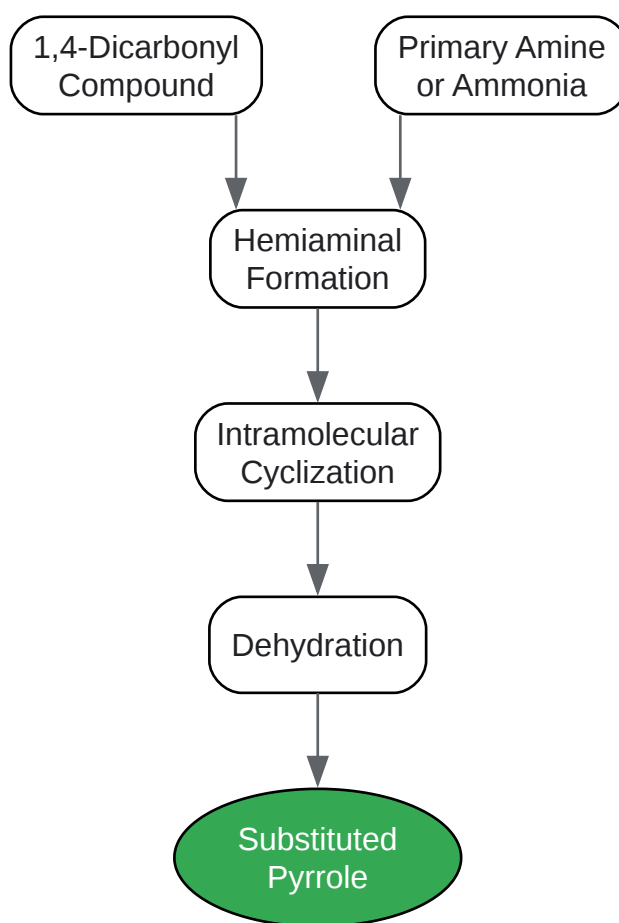 1,4-Dicarbonyl
Compound
Primary Amine
or Ammonia
Hemiaminal
Formation
Intramolecular
Cyclization
Dehydration
Substituted
Pyrrole